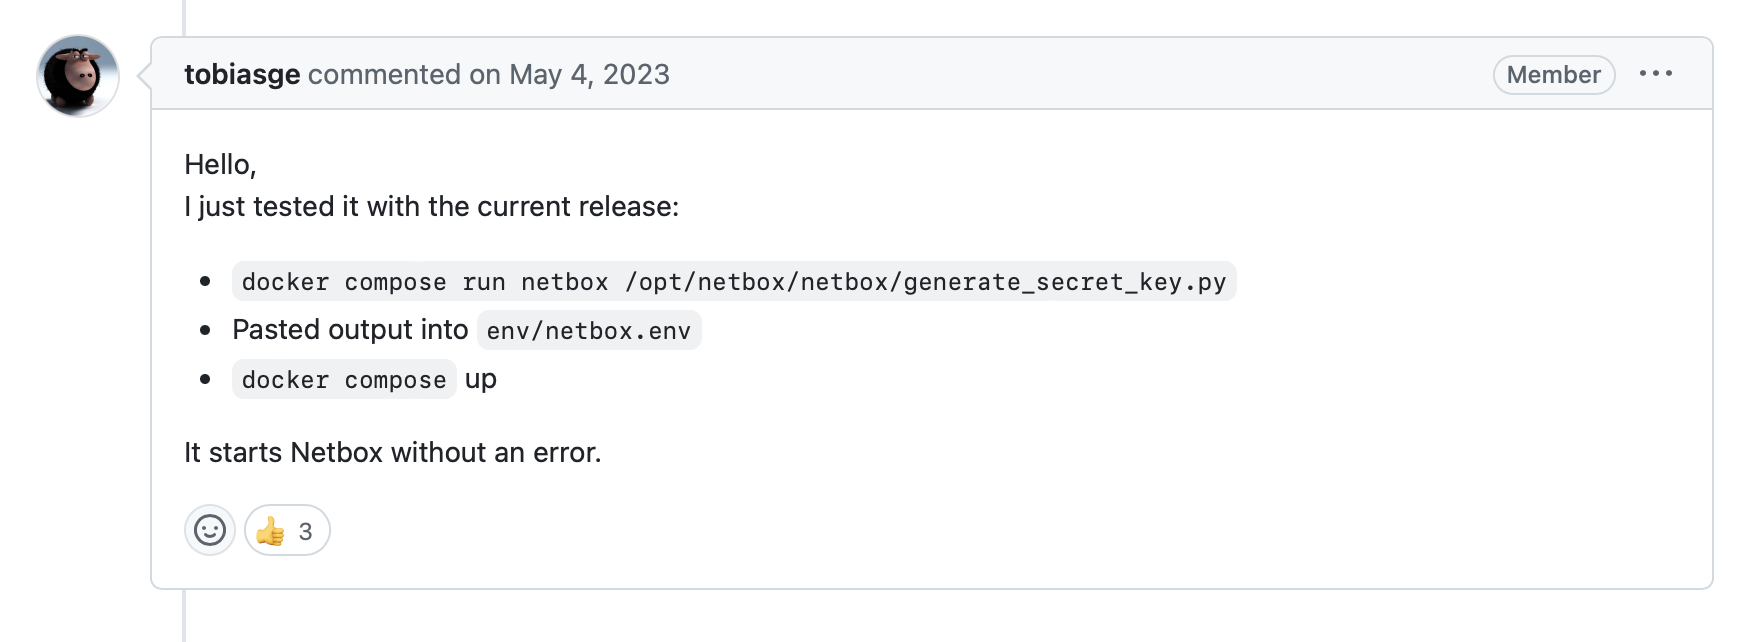 tobiasge commented on May 4, 2023
Member
Hello,
I just tested it with the current release:
docker compose run netbox /opt/netbox/netbox/generate_secret_key.py
Pasted output into env/netbox.env
docker compose up
It starts Netbox without an error.
👍 3